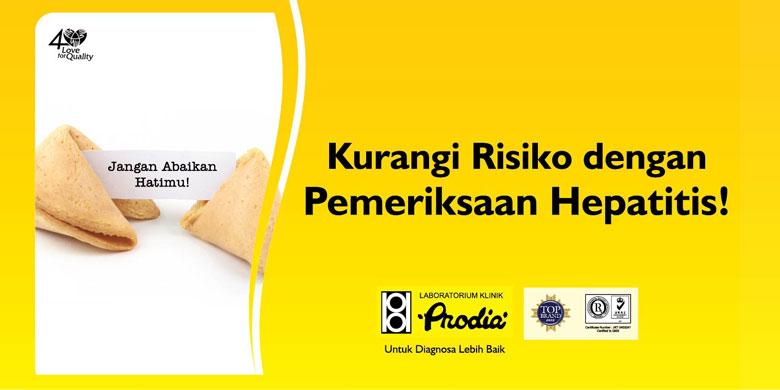 40
Love
for Quality
Jangan Abaikan
Hatimu!
Kurangi Risiko dengan
Pemeriksaan Hepatitis!
LABORATORIUM KLINIK
Prodia
Untuk Diagnosa Lebih Baik
TOP
BRAND